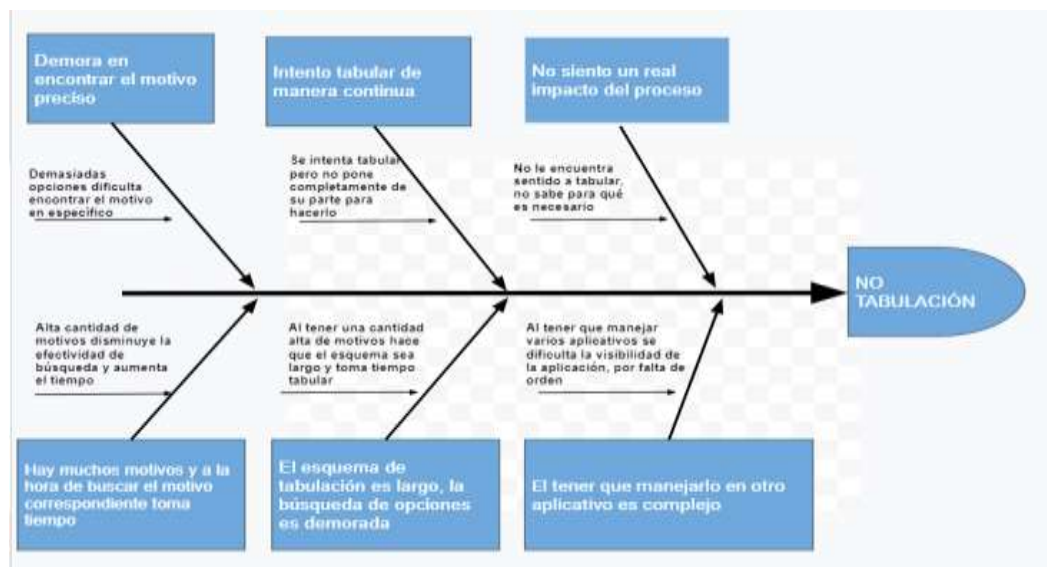 Demora en
encontrar el motivo
preciso
Intento tabular de
manera continua
No siento un real
impacto del proceso
Demasiadas
opciones dificulta
encontrar el motivo
en específico
Se intenta tabular
pero no pone
completamente de
su parte para
hacerlo
No le encuentra
sentido a tabular,
no sabe para qué
es necesario
NO
TABULACIÓN
Alta cantidad de
motivos disminuye la
efectividad de
búsqueda y aumenta
el tiempo
Al tener una cantidad
alta de motivos hace
que el esquema sea
largo y toma tiempo
tabular
Al tener que manejar
varios aplicativos se
dificulta la visibilidad de
la aplicación, por falta de
orden
Hay muchos motivos y a la
hora de buscar el motivo
correspondiente toma
tiempo
El esquema de
tabulación es largo, la
búsqueda de opciones
es demorada
El tener que manejarlo en otro
aplicativo es complejo